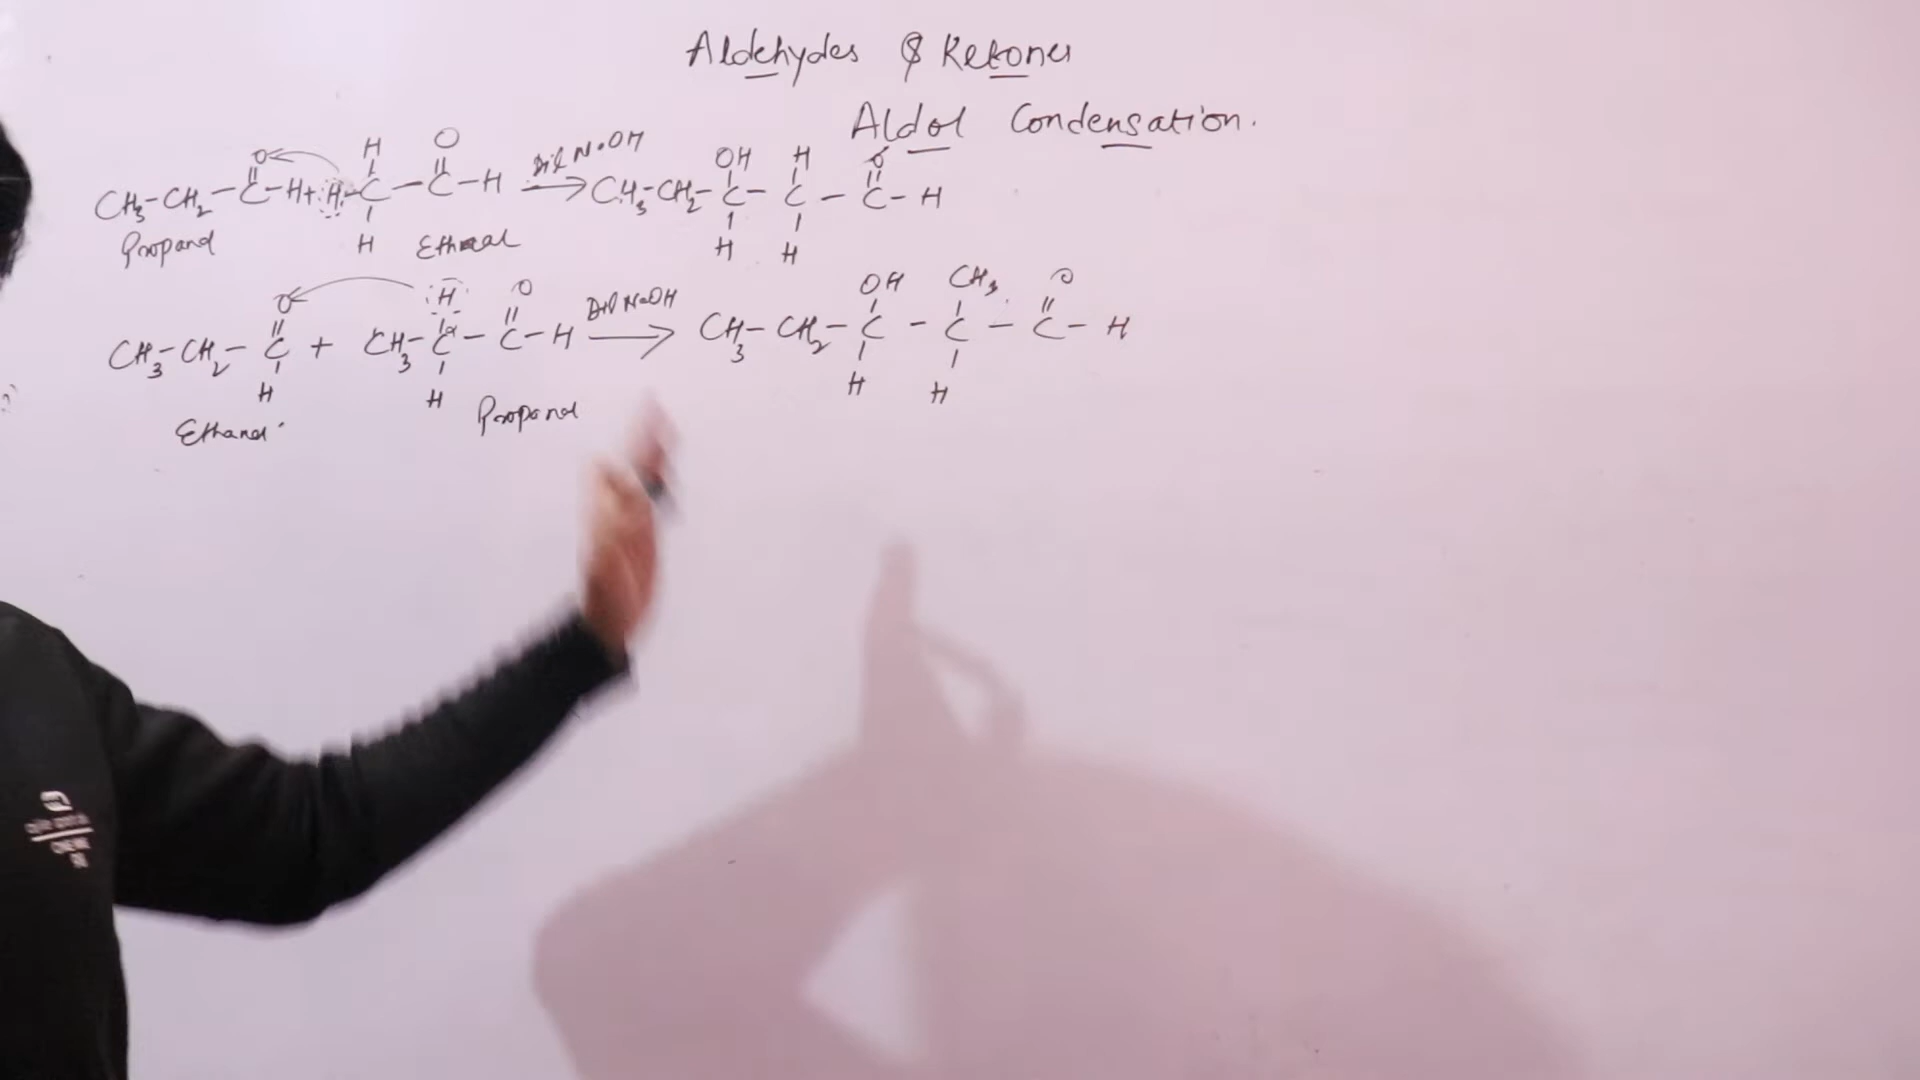 Aldehydes & Ketones
Aldol Condensation.
H O
O H OH H O
CH3-CH2-C-H + H-C-C-H Dil NaOH → CH3-CH2-C-C-C-H
H H H
Propanal Ethanal
O H O Dil NaOH OH CH3 O
CH3-CH2-C + CH3-Cα-C-H → CH3-CH2-C-C-C-H
H H H H
Ethanal Propanal